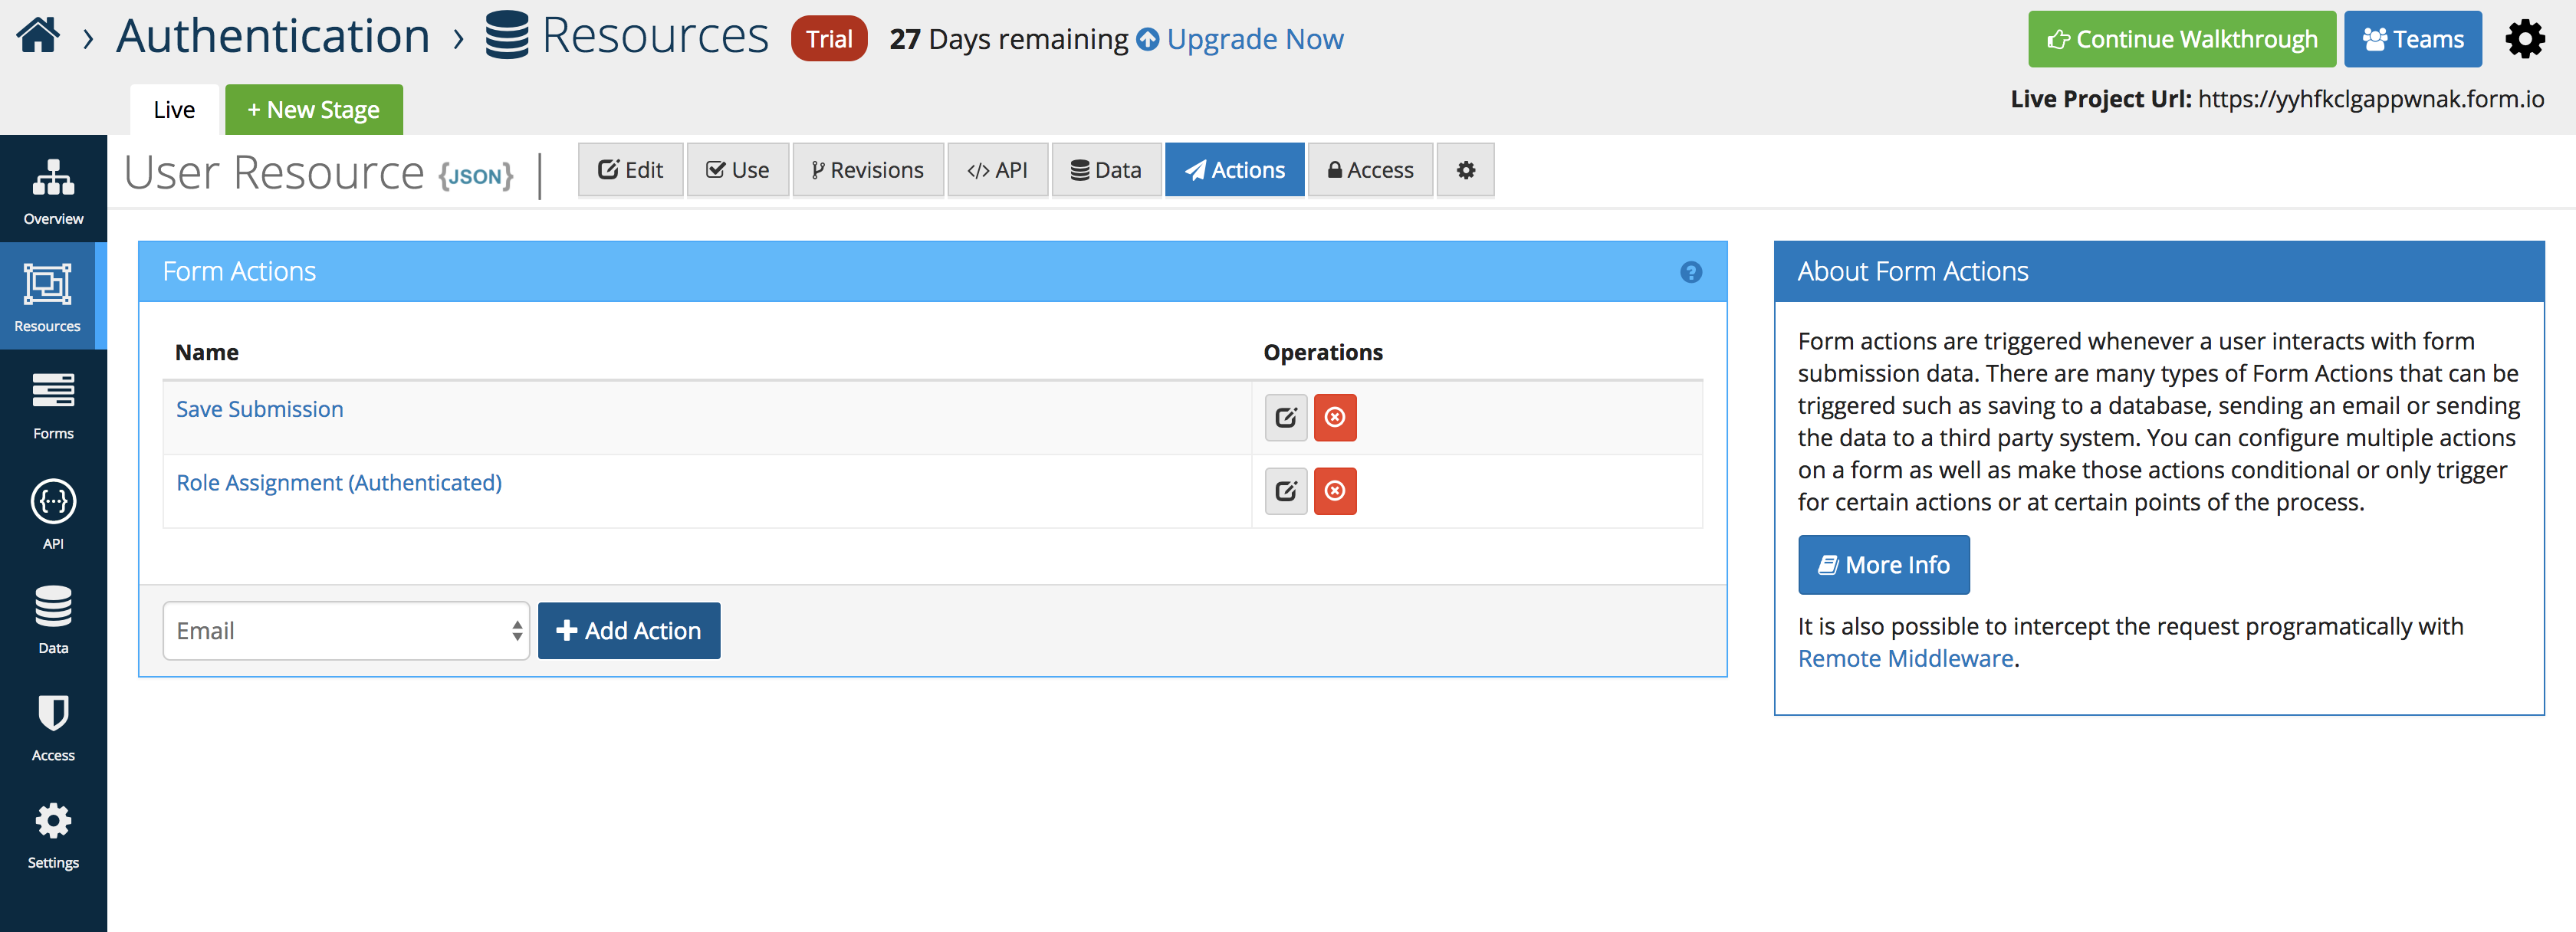 › Authentication › Resources Trial 27 Days remaining Upgrade Now
Continue Walkthrough Teams
Live + New Stage
Live Project Url: https://yyhfkclgappwnak.form.io
User Resource {JSON} | Edit Use Revisions </> API Data Actions Access
Overview
Resources
Forms
API
Data
Access
Settings
Form Actions ?
Name Operations
Save Submission
Role Assignment (Authenticated)
Email + Add Action
About Form Actions
Form actions are triggered whenever a user interacts with form
submission data. There are many types of Form Actions that can be
triggered such as saving to a database, sending an email or sending
the data to a third party system. You can configure multiple actions
on a form as well as make those actions conditional or only trigger
for certain actions or at certain points of the process.
More Info
It is also possible to intercept the request programatically with
Remote Middleware.